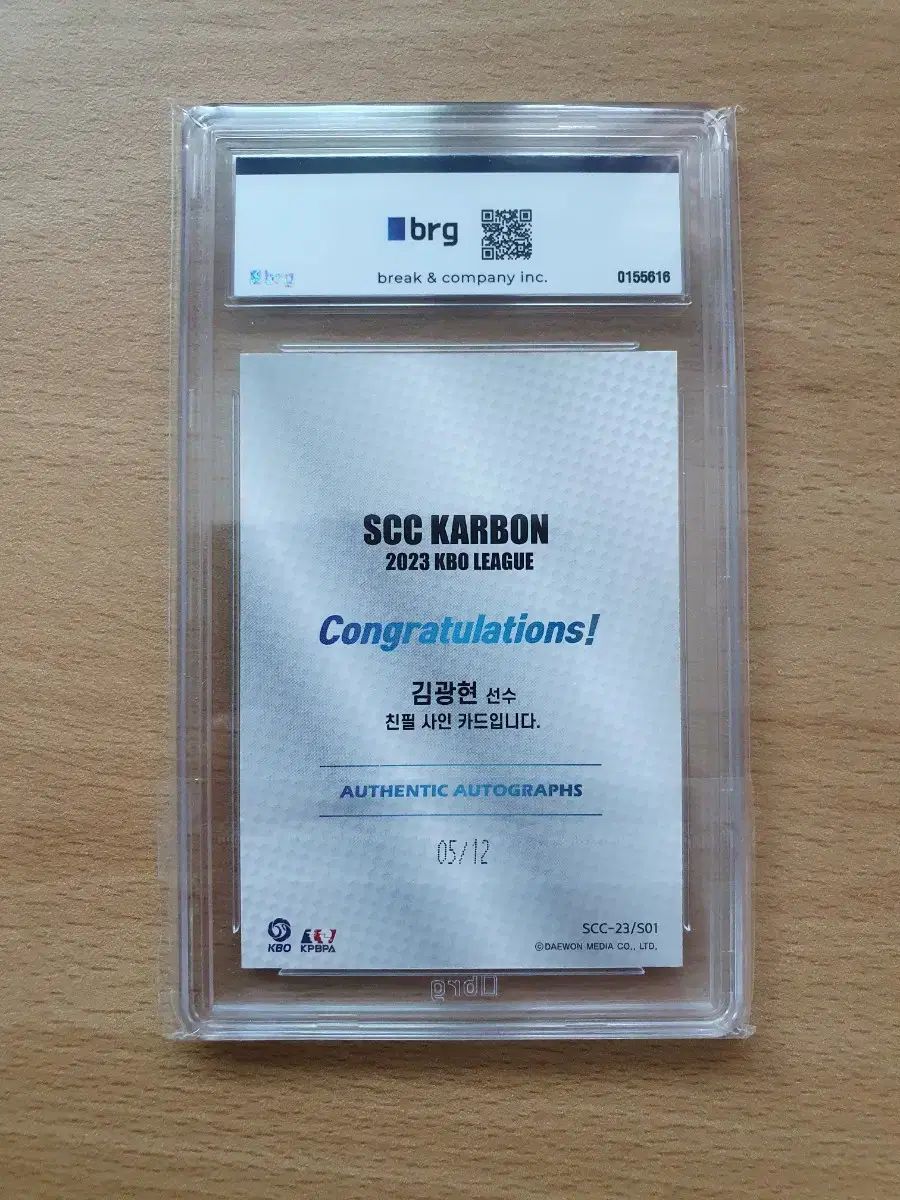 brg
brg
break & company inc.
0155616
SCC KARBON
2023 KBO LEAGUE
Congratulations!
김광현 선수
친필 사인 카드입니다.
AUTHENTIC AUTOGRAPHS
05/12
KBO
KPBPA
SCC-23/S01
©DAEWON MEDIA CO., LTD.
brg